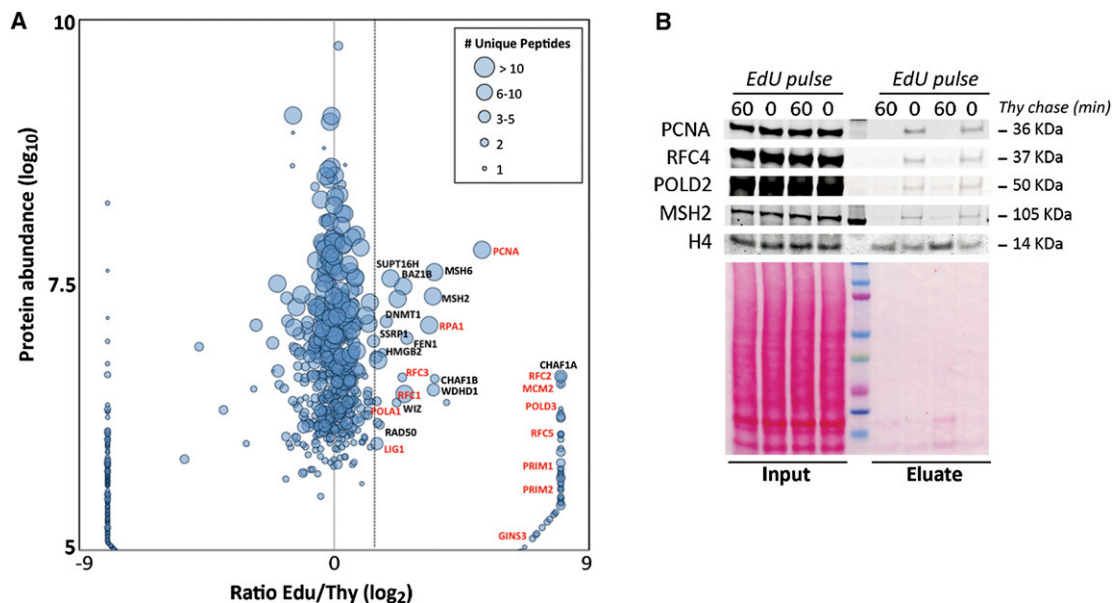 A
10
7.5
5
Protein abundance (log10)
-9
0
9
Ratio Edu/Thy (log2)
# Unique Peptides
> 10
6-10
3-5
2
1
PCNA
SUPT16H
BAZ1B
MSH6
MSH2
DNMT1
RPA1
SSRP1
FEN1
HMGB2
CHAF1A
RFC3
CHAF1B
RFC2
RFC1
WDHD1
MCM2
POLA1
WIZ
POLD3
RAD50
RFC5
LIG1
PRIM1
PRIM2
GINS3
B
EdU pulse
EdU pulse
60 0 60 0
60 0 60 0
Thy chase (min)
PCNA
– 36 KDa
RFC4
– 37 KDa
POLD2
– 50 KDa
MSH2
– 105 KDa
H4
– 14 KDa
Input
Eluate